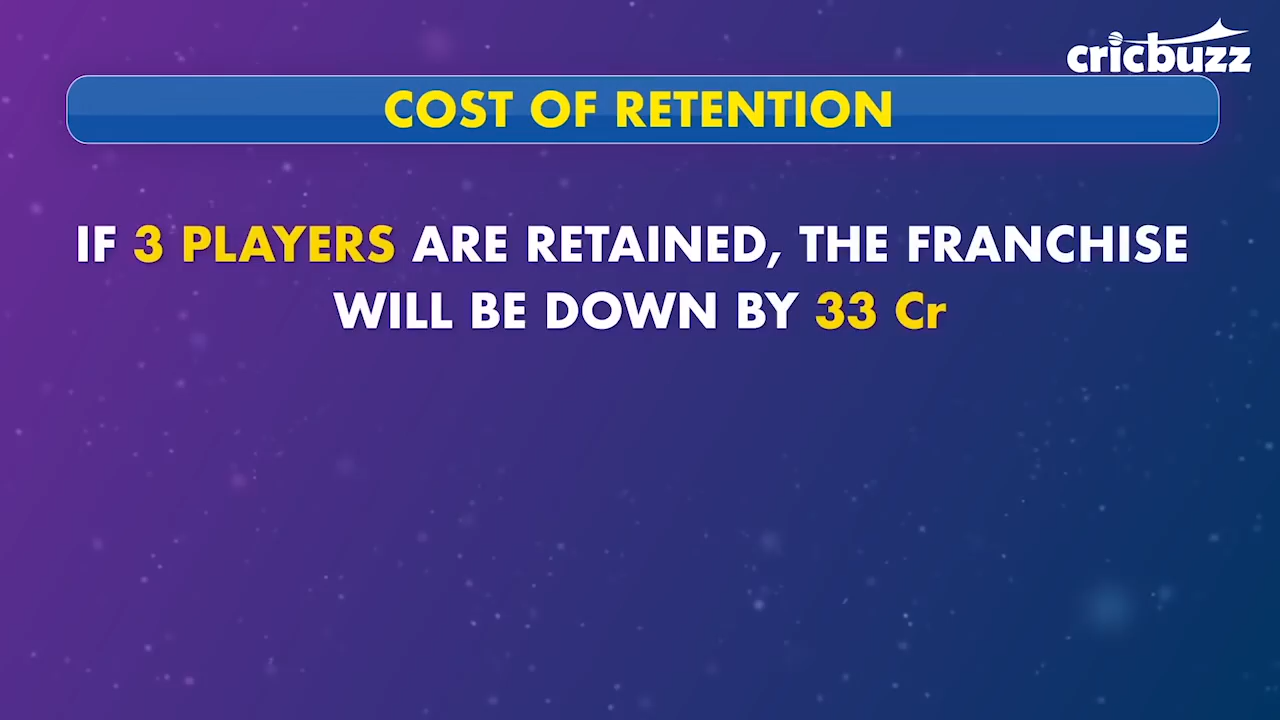 cricbuzz
COST OF RETENTION
IF 3 PLAYERS ARE RETAINED, THE FRANCHISE
WILL BE DOWN BY 33 Cr